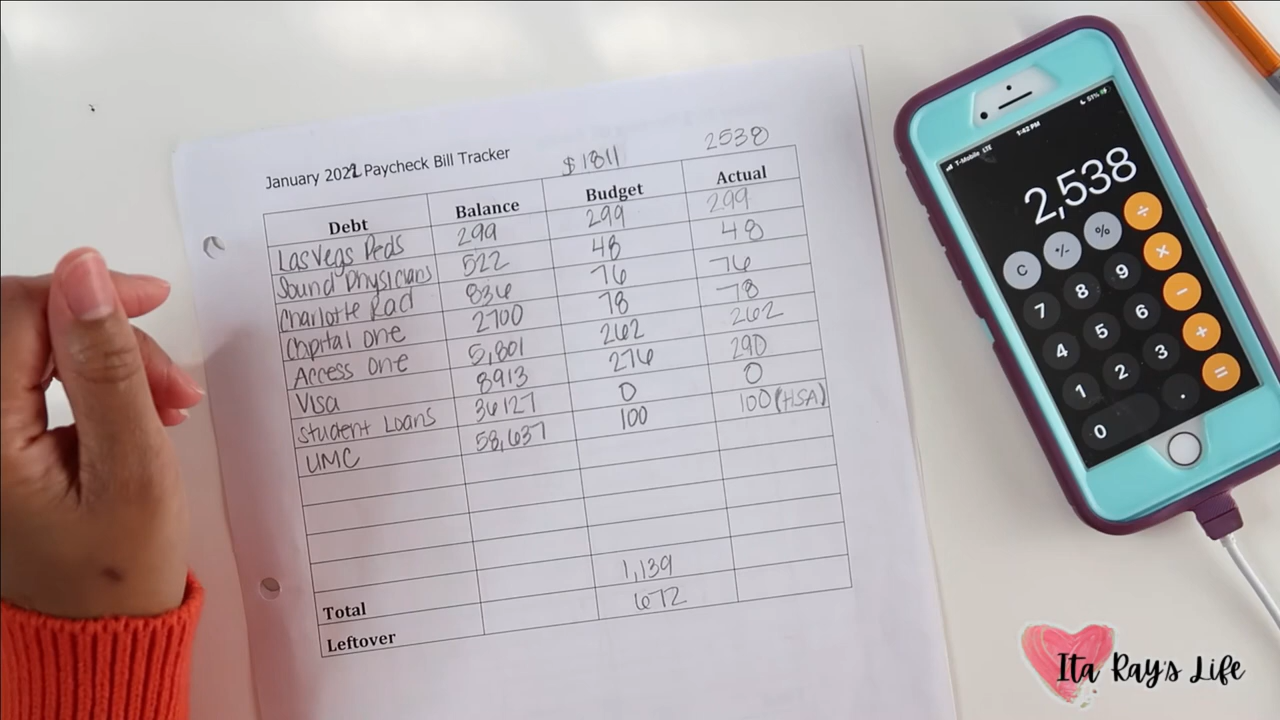 January 2022 Paycheck Bill Tracker $1811 2538
Debt Balance Budget Actual
Las Vegs Peds 299 299 299
Sound Physicians 522 48 48
Charlotte Rad 836 76 76
Chpital One 2700 78 78
Access One 5,801 262 262
Visa 8913 276 290
Student Loans 36127 0 0
UMC 58,637 100 100 (HSA)
Total 1,139
Leftover 672
T-Mobile LTE 1:42 PM 51%
2,538
C +/- % ÷
7 8 9 ×
4 5 6 −
1 2 3 +
0 . =
Ita Ray's Life